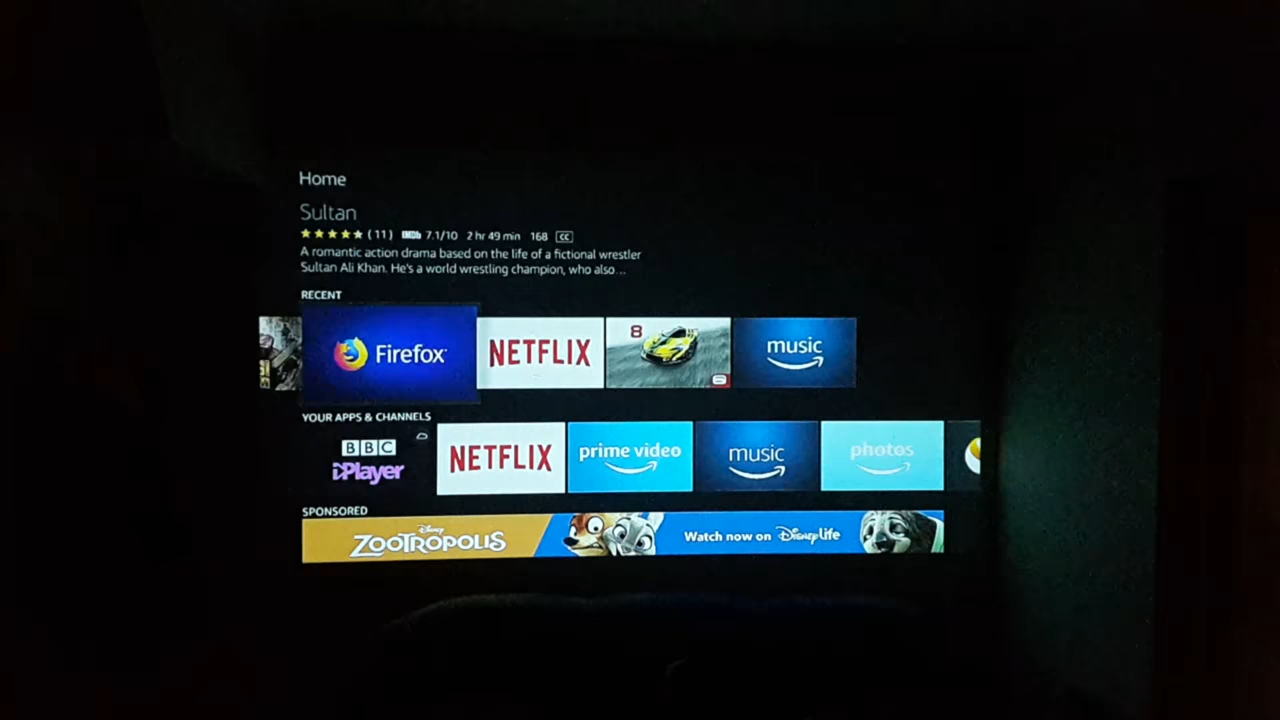 Home
Sultan
(11) IMDb 7.1/10 2 hr 49 min 168 CC
A romantic action drama based on the life of a fictional wrestler
Sultan Ali Khan. He's a world wrestling champion, who also...
RECENT
Firefox
NETFLIX
8
music
YOUR APPS & CHANNELS
BBC
iPlayer
NETFLIX
prime video
music
photos
SPONSORED
Disney
ZOOTROPOLIS
Watch now on Disney life